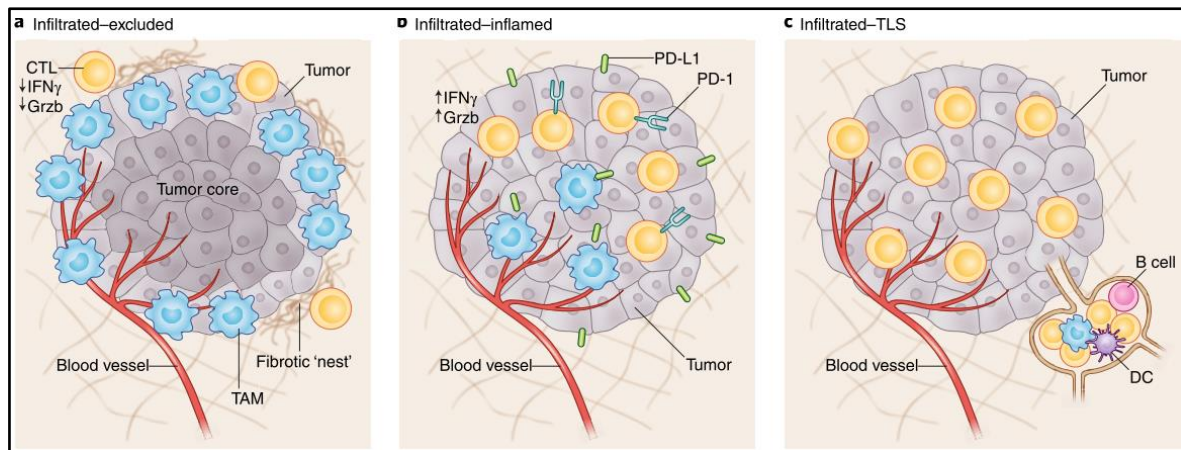 a Infiltrated–excluded
CTL
↓IFNγ
↓Grzb
Tumor
Tumor core
Blood vessel
Fibrotic ‘nest’
TAM
b Infiltrated–inflamed
PD-L1
PD-1
↑IFNγ
↑Grzb
Blood vessel
Tumor
c Infiltrated–TLS
Tumor
B cell
Blood vessel
DC